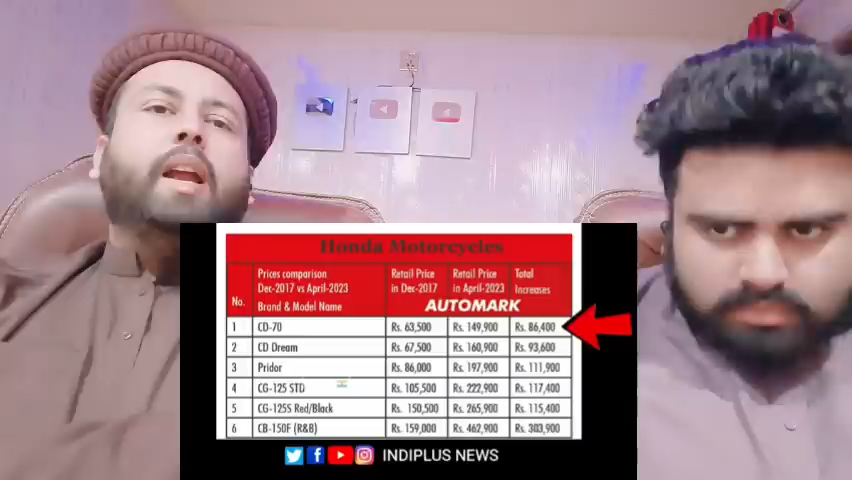 Honda Motorcycles
No. Prices comparison Dec-2017 vs April-2023 Brand & Model Name Retail Price in Dec-2017 Retail Price in April-2023 Total Increases
AUTOMARK
1 CD-70 Rs. 63,500 Rs. 149,900 Rs. 86,400
2 CD Dream Rs. 67,500 Rs. 160,900 Rs. 93,600
3 Pridor Rs. 86,000 Rs. 197,900 Rs. 111,900
4 CG-125 STD Rs. 105,500 Rs. 222,900 Rs. 117,400
5 CG-125S Red/Black Rs. 150,500 Rs. 265,900 Rs. 115,400
6 CB-150F (R&B) Rs. 159,000 Rs. 462,900 Rs. 303,900
INDIPLUS NEWS